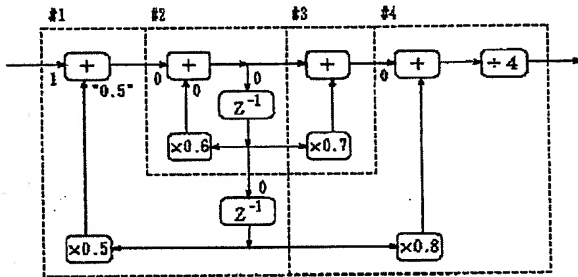 #1 #2 #3 #4
+ + + + ÷4
1 "0.5" 0 0 0 0
Z⁻¹
×0.6 ×0.7
0
Z⁻¹
×0.5 ×0.8